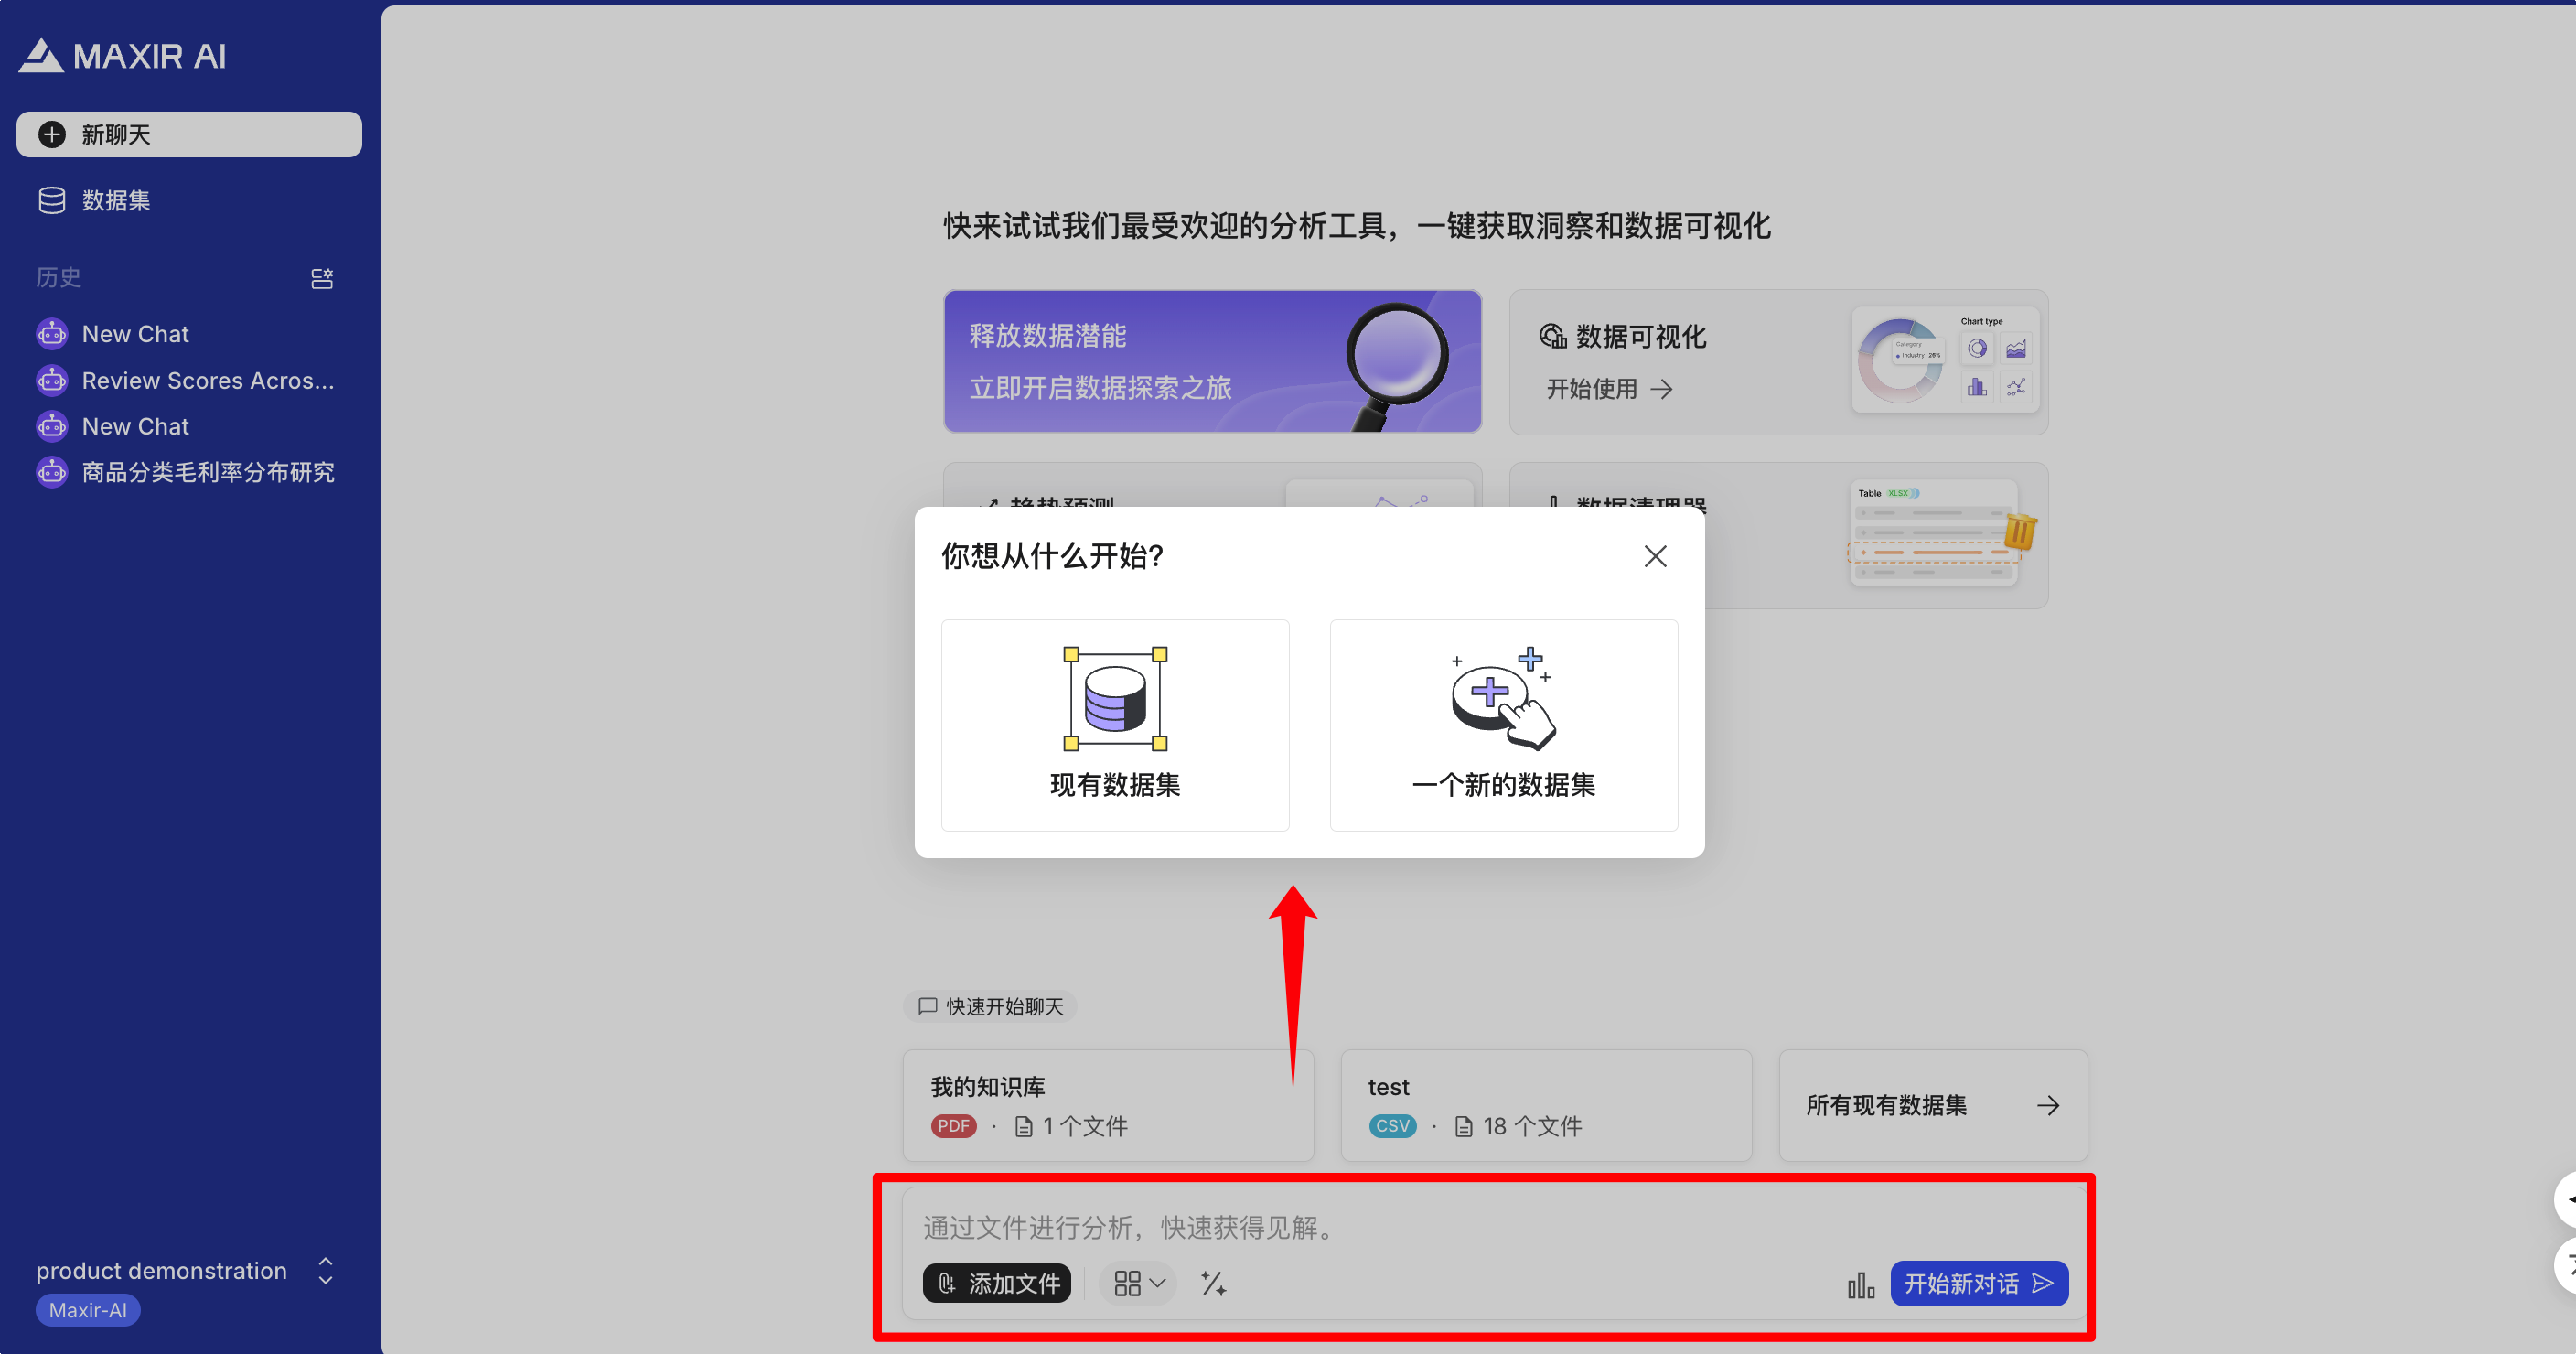 MAXIR AI
新聊天
数据集
历史
New Chat
Review Scores Acros...
New Chat
商品分类毛利率分布研究
product demonstration
Maxir-AI
快来试试我们最受欢迎的分析工具，一键获取洞察和数据可视化
释放数据潜能
立即开启数据探索之旅
数据可视化
开始使用
Chart type
Category
Industry 26%
趋势预测
数据清理器
Table XLSX
你想从什么开始?
现有数据集
一个新的数据集
快速开始聊天
我的知识库
PDF · 1 个文件
test
CSV · 18 个文件
所有现有数据集
通过文件进行分析，快速获得见解。
添加文件
开始新对话